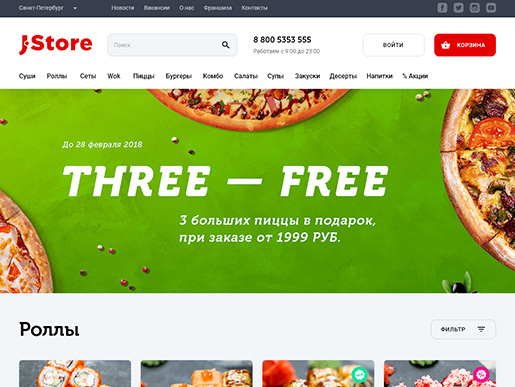 Санкт-Петербург Новости Вакансии О нас Франшиза Контакты
Store Поиск 8 800 5353 555 ВОЙТИ КОРЗИНА
Работаем с 9:00 до 23:00
Суши Роллы Сеты Wok Пиццы Бургеры Комбо Салаты Супы Закуски Десерты Напитки % Акции
До 28 февраля 2018
THREE — FREE
3 больших пиццы в подарок,
при заказе от 1999 РУБ.
Роллы ФИЛЬТР